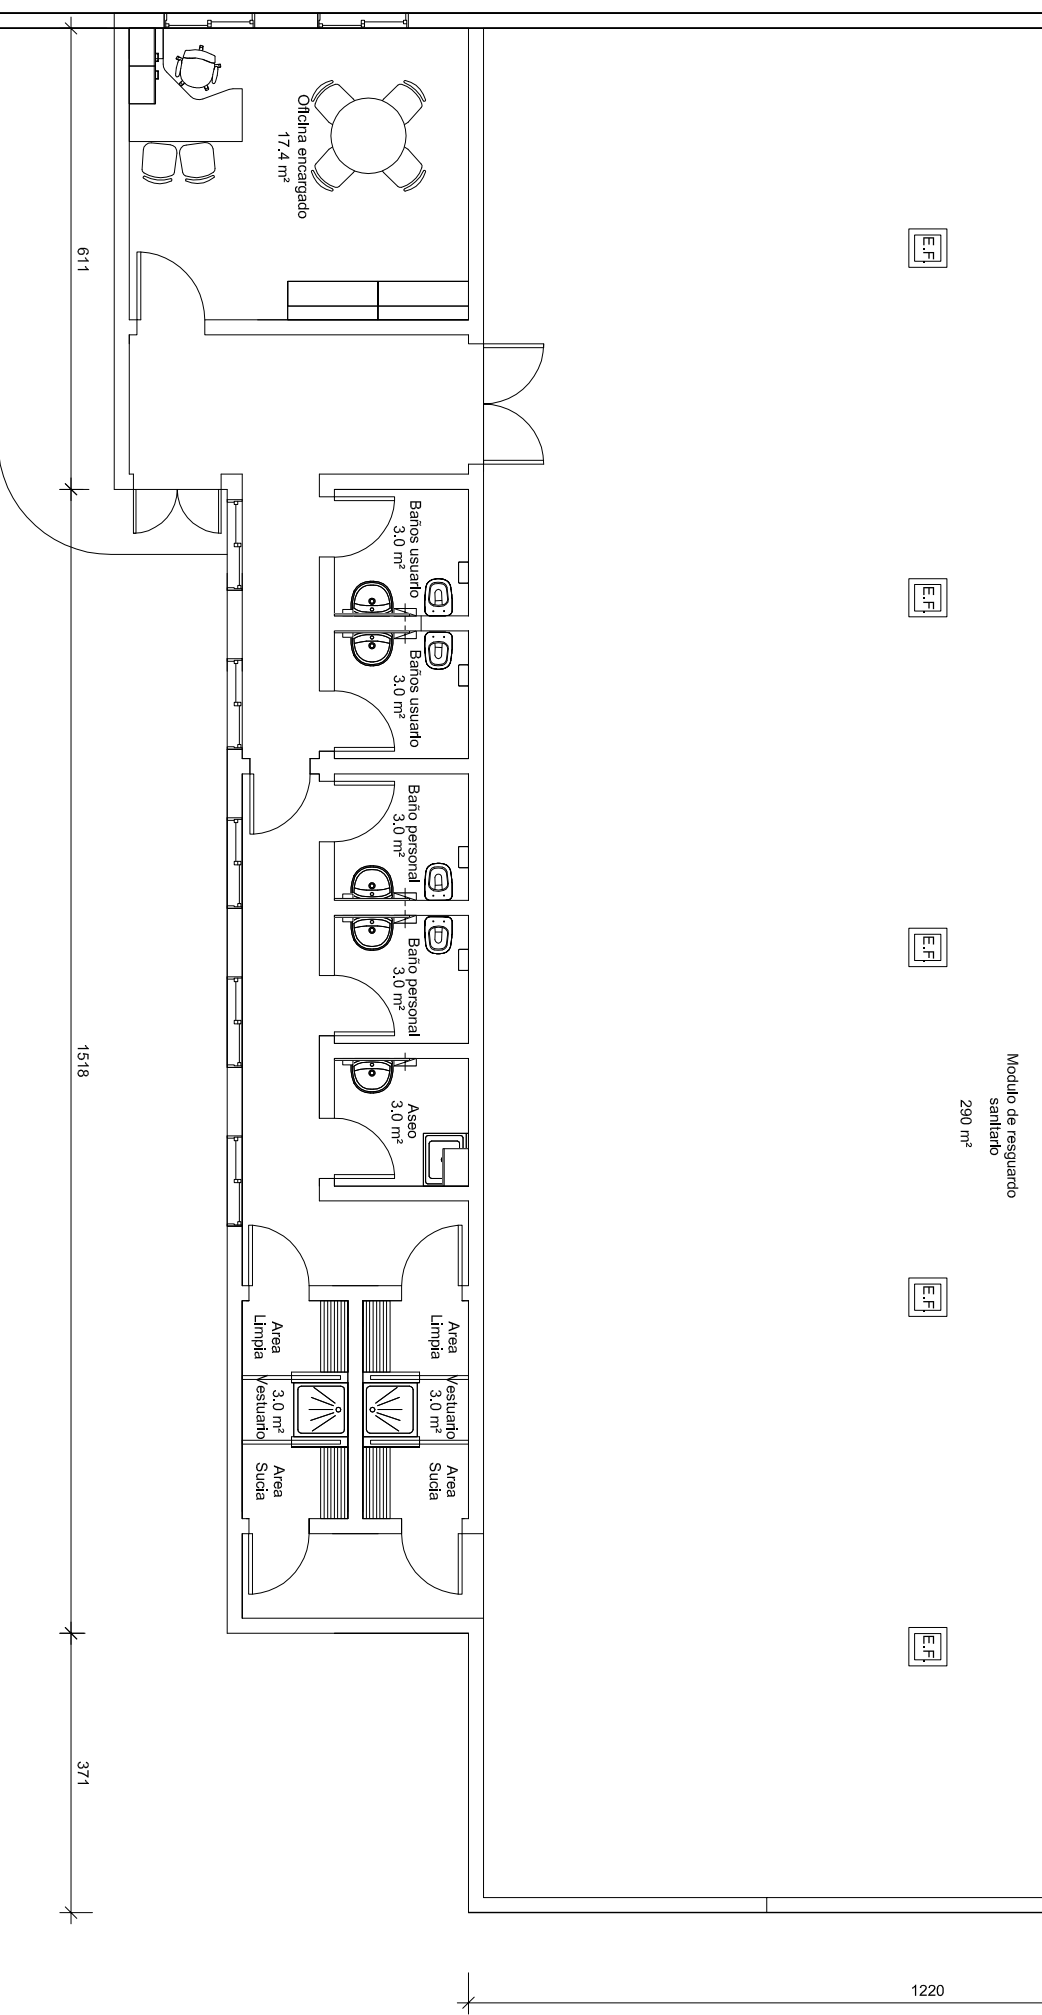 Oficina encargado
17.4 m²
611
E.F.
E.F.
Baños usuario
3.0 m²
Baños usuario
3.0 m²
Baño personal
3.0 m²
Baño personal
3.0 m²
E.F.
Aseo
3.0 m²
1518
Modulo de resguardo
sanitario
290 m²
E.F.
Area
Limpia
Area
Limpia
Vestuario
3.0 m²
Vestuario
3.0 m²
Area
Sucia
Area
Sucia
E.F.
371
1220